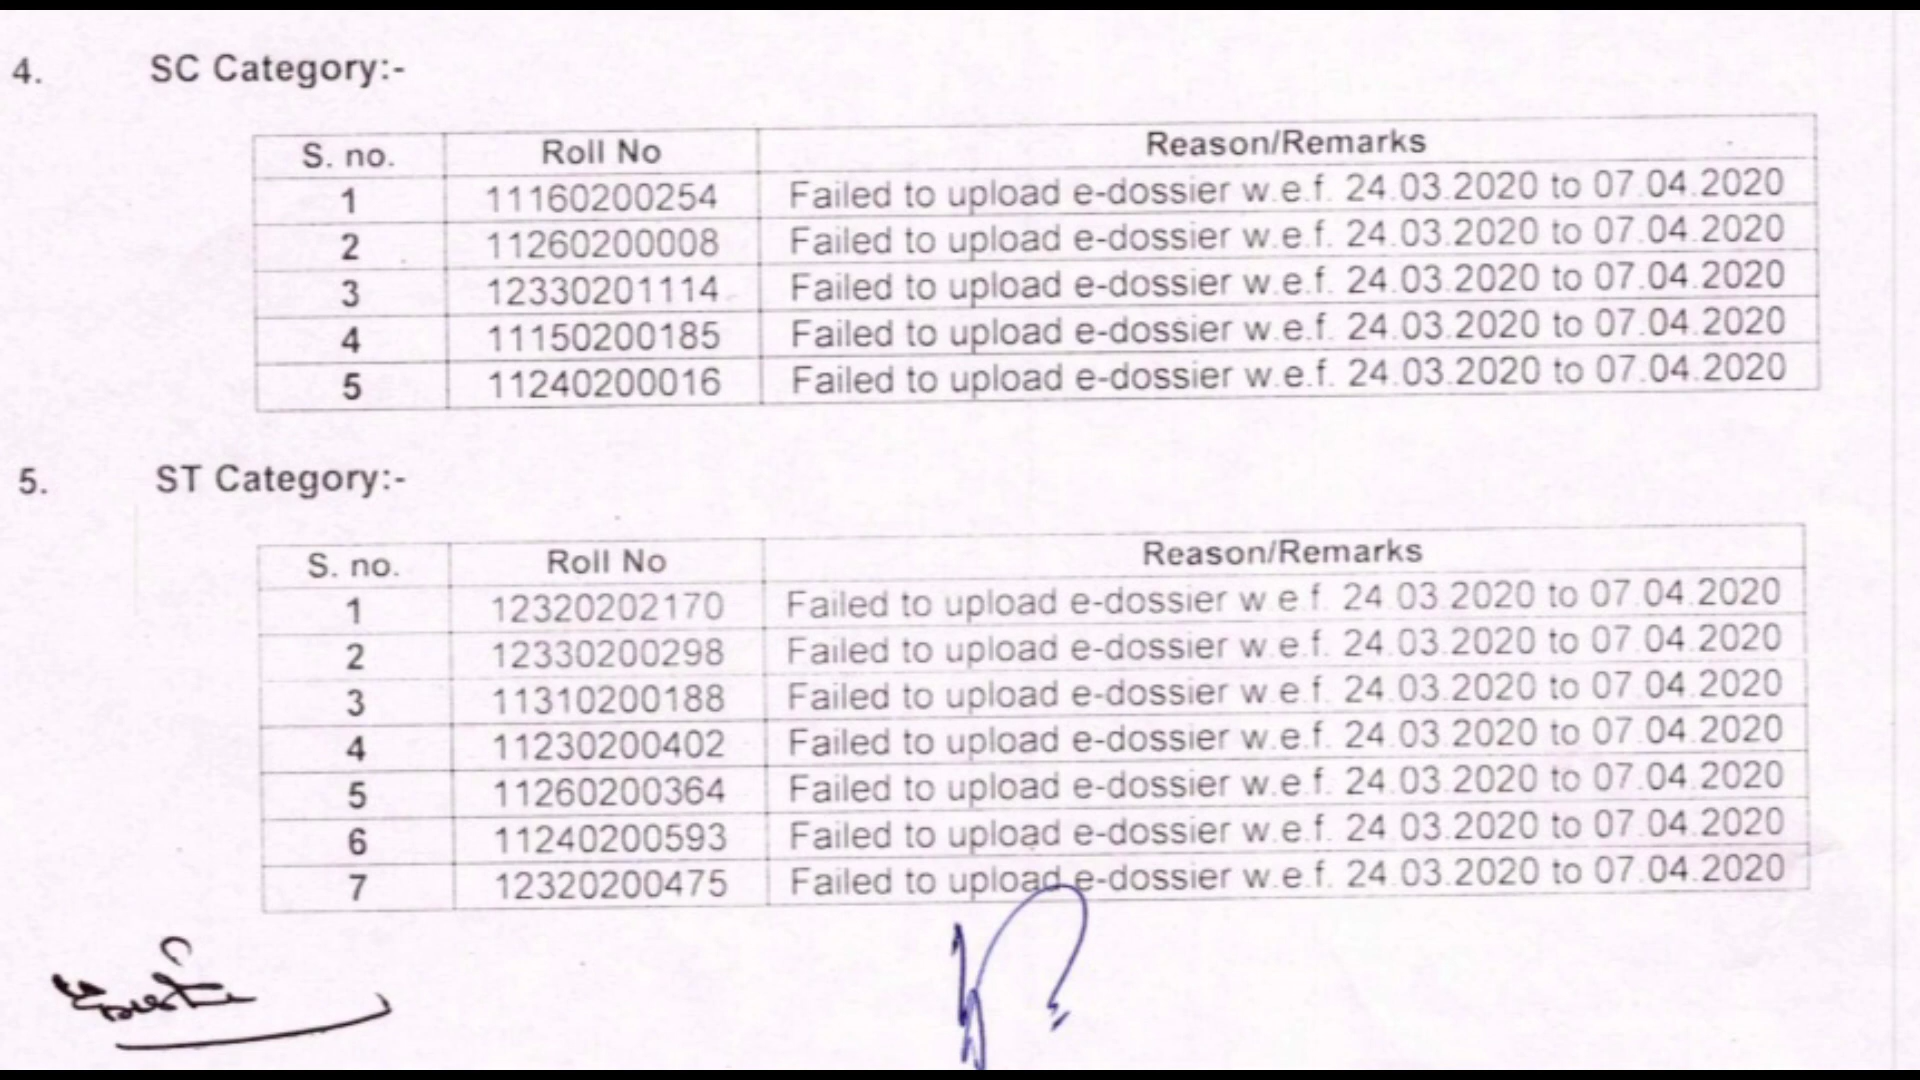 4. SC Category:-
S. no. Roll No Reason/Remarks
1 11160200254 Failed to upload e-dossier w.e.f. 24.03.2020 to 07.04.2020
2 11260200008 Failed to upload e-dossier w.e.f. 24.03.2020 to 07.04.2020
3 12330201114 Failed to upload e-dossier w.e.f. 24.03.2020 to 07.04.2020
4 11150200185 Failed to upload e-dossier w.e.f. 24.03.2020 to 07.04.2020
5 11240200016 Failed to upload e-dossier w.e.f. 24.03.2020 to 07.04.2020
5. ST Category:-
S. no. Roll No Reason/Remarks
1 12320202170 Failed to upload e-dossier w.e.f. 24.03.2020 to 07.04.2020
2 12330200298 Failed to upload e-dossier w.e.f. 24.03.2020 to 07.04.2020
3 11310200188 Failed to upload e-dossier w.e.f. 24.03.2020 to 07.04.2020
4 11230200402 Failed to upload e-dossier w.e.f. 24.03.2020 to 07.04.2020
5 11260200364 Failed to upload e-dossier w.e.f. 24.03.2020 to 07.04.2020
6 11240200593 Failed to upload e-dossier w.e.f. 24.03.2020 to 07.04.2020
7 12320200475 Failed to upload e-dossier w.e.f. 24.03.2020 to 07.04.2020